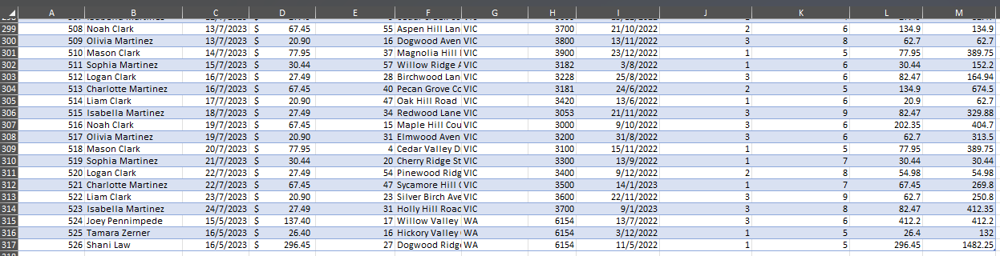 A B C D E F G H I J K L M
299 508 Noah Clark 13/7/2023 $ 67.45 55 Aspen Hill Lan VIC 3700 21/10/2022 2 6 134.9 134.9
300 509 Olivia Martinez 13/7/2023 $ 20.90 16 Dogwood Aven VIC 3800 13/11/2022 3 8 62.7 62.7
301 510 Mason Clark 14/7/2023 $ 77.95 37 Magnolia Hill VIC 3900 23/12/2022 1 5 77.95 389.75
302 511 Sophia Martinez 15/7/2023 $ 30.44 57 Willow Ridge VIC 3182 3/8/2022 1 6 30.44 152.2
303 512 Logan Clark 16/7/2023 $ 27.49 28 Birchwood Lan VIC 3228 25/8/2022 3 6 82.47 164.94
304 513 Charlotte Martinez 16/7/2023 $ 67.45 40 Pecan Grove Cc VIC 3181 24/6/2022 2 5 134.9 674.5
305 514 Liam Clark 17/7/2023 $ 20.90 47 Oak Hill Road VIC 3420 13/6/2022 1 6 20.9 62.7
306 515 Isabella Martinez 18/7/2023 $ 27.49 34 Redwood Lane VIC 3053 21/11/2022 3 9 82.47 329.88
307 516 Noah Clark 19/7/2023 $ 67.45 15 Maple Hill Cou VIC 3000 9/10/2022 3 6 202.35 404.7
308 517 Olivia Martinez 19/7/2023 $ 20.90 31 Elmwood Aven VIC 3200 31/8/2022 3 6 62.7 313.5
309 518 Mason Clark 20/7/2023 $ 77.95 4 Cedar Valley D VIC 3100 15/11/2022 1 5 77.95 389.75
310 519 Sophia Martinez 21/7/2023 $ 30.44 20 Cherry Ridge St VIC 3300 13/9/2022 1 7 30.44 30.44
311 520 Logan Clark 22/7/2023 $ 27.49 54 Pinewood Ridg VIC 3400 9/12/2022 2 8 54.98 54.98
312 521 Charlotte Martinez 22/7/2023 $ 67.45 47 Sycamore Hill VIC 3500 14/1/2023 1 7 67.45 269.8
313 522 Liam Clark 23/7/2023 $ 20.90 23 Silver Birch Ave VIC 3600 22/11/2022 3 9 62.7 250.8
314 523 Isabella Martinez 24/7/2023 $ 27.49 31 Holly Hill Roac VIC 3700 9/1/2023 3 8 82.47 412.35
315 524 Joey Pennimpede 15/5/2023 $ 137.40 17 Willow Valley WA 6154 13/7/2022 3 6 412.2 412.2
316 525 Tamara Zerner 16/5/2023 $ 26.40 16 Hickory Valley WA 6154 3/12/2022 1 5 26.4 132
317 526 Shani Law 16/5/2023 $ 296.45 27 Dogwood Ridg WA 6154 11/5/2022 1 5 296.45 1482.25